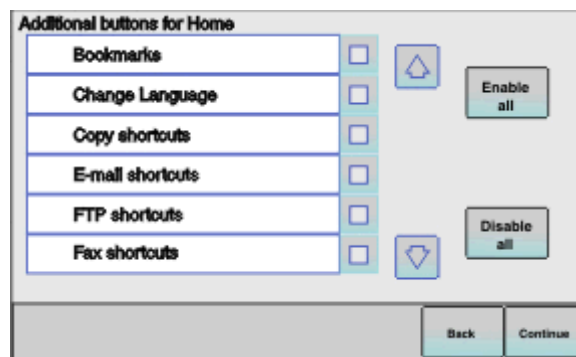 Additional buttons for Home
Bookmarks
Change Language
Copy shortcuts
E-mail shortcuts
FTP shortcuts
Fax shortcuts
Enable
all
Disable
all
Back
Continue